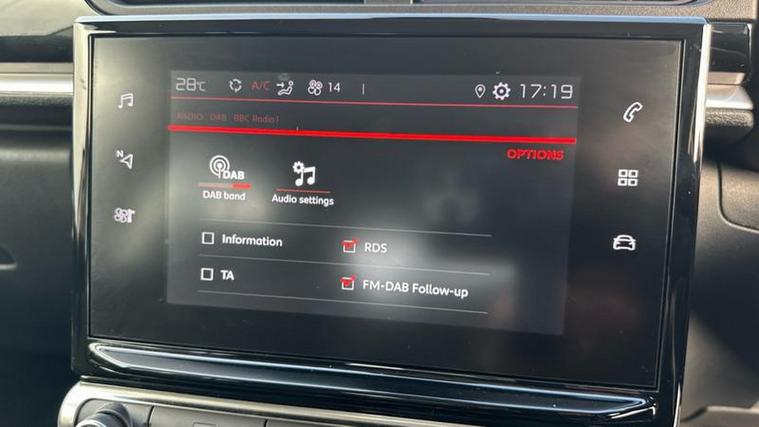 28°C A/C 14 17:19
RADIO : DAB BBC Radio1
OPTIONS
DAB
DAB band Audio settings
Information RDS
TA FM-DAB Follow-up
N